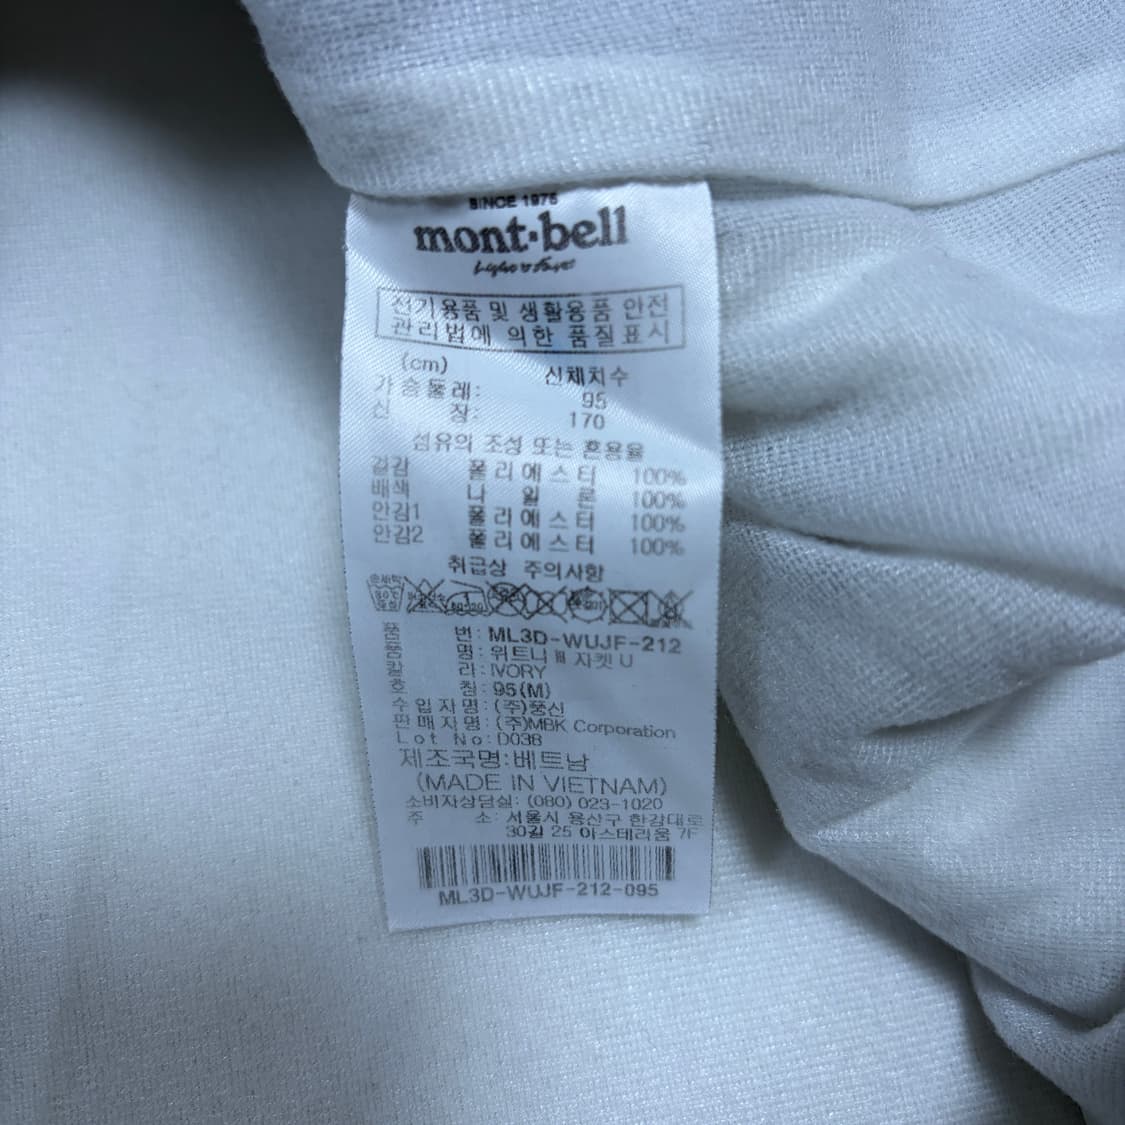 SINCE 1975
mont·bell
전기용품 및 생활용품 안전
관리법에 의한 품질표시
(cm) 신체치수
가슴둘레: 95
신 장: 170
섬유의 조성 또는 혼용율
겉감 폴리에스터 100%
배색 나일론 100%
안감1 폴리에스터 100%
안감2 폴리에스터 100%
취급상 주의사항
품 번: ML3D-WUJF-212
품 명: 위트니 자켓 U
칼 라: IVORY
호 칭: 95(M)
수입자명: (주)풍신
판매자명: (주)MBK Corporation
Lot No: D03B
제조국명:베트남
(MADE IN VIETNAM)
소비자상담실: (080) 023-1020
주 소: 서울시 용산구 한강대로
30길 25 아스테리움 7F
ML3D-WUJF-212-095